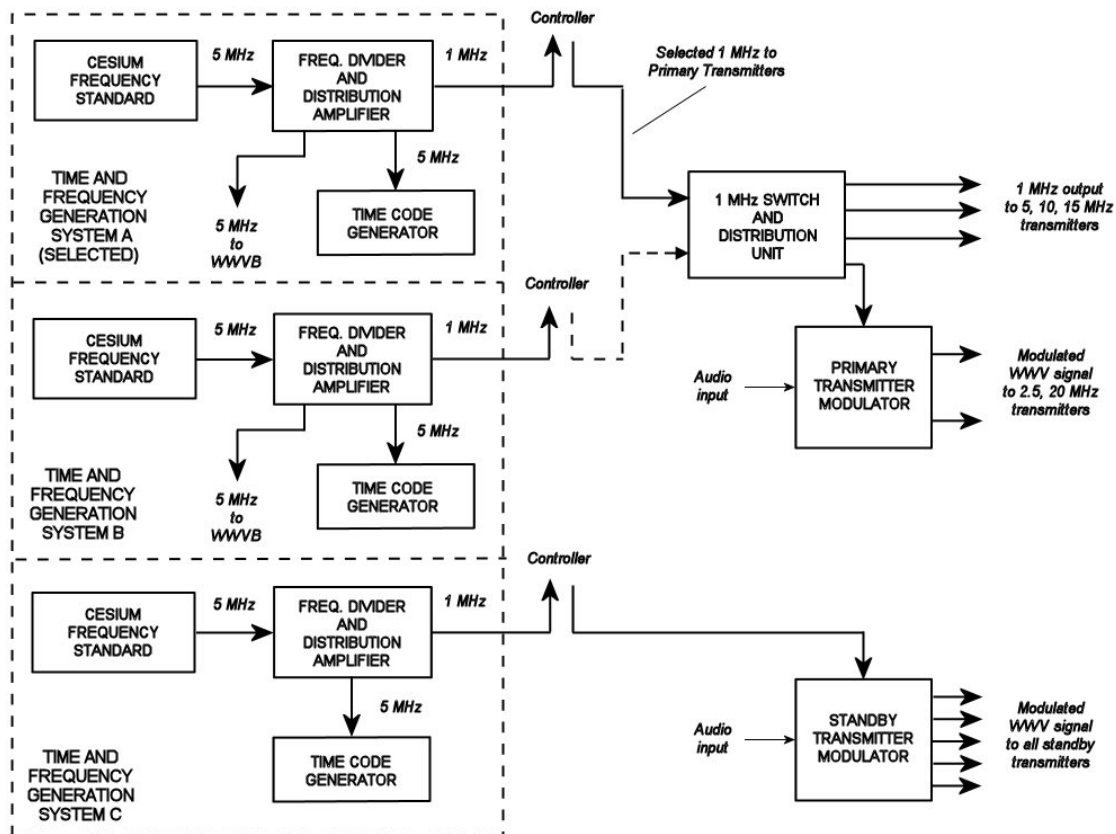 CESIUM
FREQUENCY
STANDARD
5 MHz
FREQ. DIVIDER
AND
DISTRIBUTION
AMPLIFIER
1 MHz
Controller
Selected 1 MHz to
Primary Transmitters
5 MHz
TIME AND
FREQUENCY
GENERATION
SYSTEM A
(SELECTED)
5 MHz
to
WWVB
TIME CODE
GENERATOR
1 MHz SWITCH
AND
DISTRIBUTION
UNIT
1 MHz output
to 5, 10, 15 MHz
transmitters
CESIUM
FREQUENCY
STANDARD
5 MHz
FREQ. DIVIDER
AND
DISTRIBUTION
AMPLIFIER
1 MHz
Controller
5 MHz
TIME AND
FREQUENCY
GENERATION
SYSTEM B
5 MHz
to
WWVB
TIME CODE
GENERATOR
Audio
input
PRIMARY
TRANSMITTER
MODULATOR
Modulated
WWV signal
to 2.5, 20 MHz
transmitters
CESIUM
FREQUENCY
STANDARD
5 MHz
FREQ. DIVIDER
AND
DISTRIBUTION
AMPLIFIER
1 MHz
Controller
5 MHz
TIME AND
FREQUENCY
GENERATION
SYSTEM C
TIME CODE
GENERATOR
Audio
input
STANDBY
TRANSMITTER
MODULATOR
Modulated
WWV signal
to all standby
transmitters